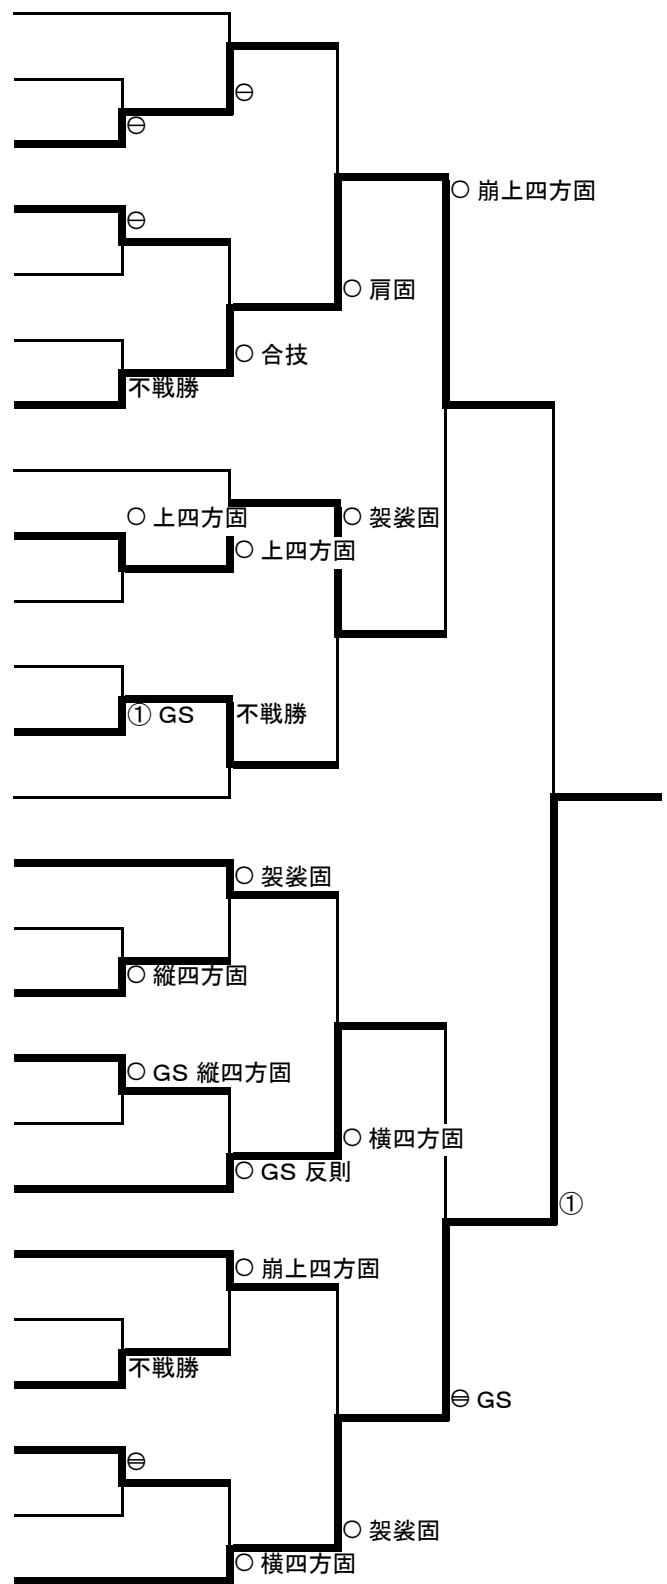 ⊖
⊖
○ 崩上四方固
⊖
○ 肩固
○ 合技
不戦勝
○ 上四方固
○ 袈裟固
○ 上四方固
① GS
不戦勝
○ 袈裟固
○ 縦四方固
○ GS 縦四方固
○ 横四方固
○ GS 反則
①
○ 崩上四方固
不戦勝
⊖ GS
⊖
○ 袈裟固
○ 横四方固